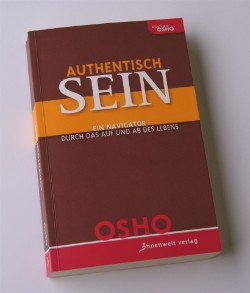 OSHO
AUTHENTISCH
SEIN
EIN NAVIGATOR
DURCH DAS AUF UND AB DES LEBENS
OSHO
innenwelt verlag